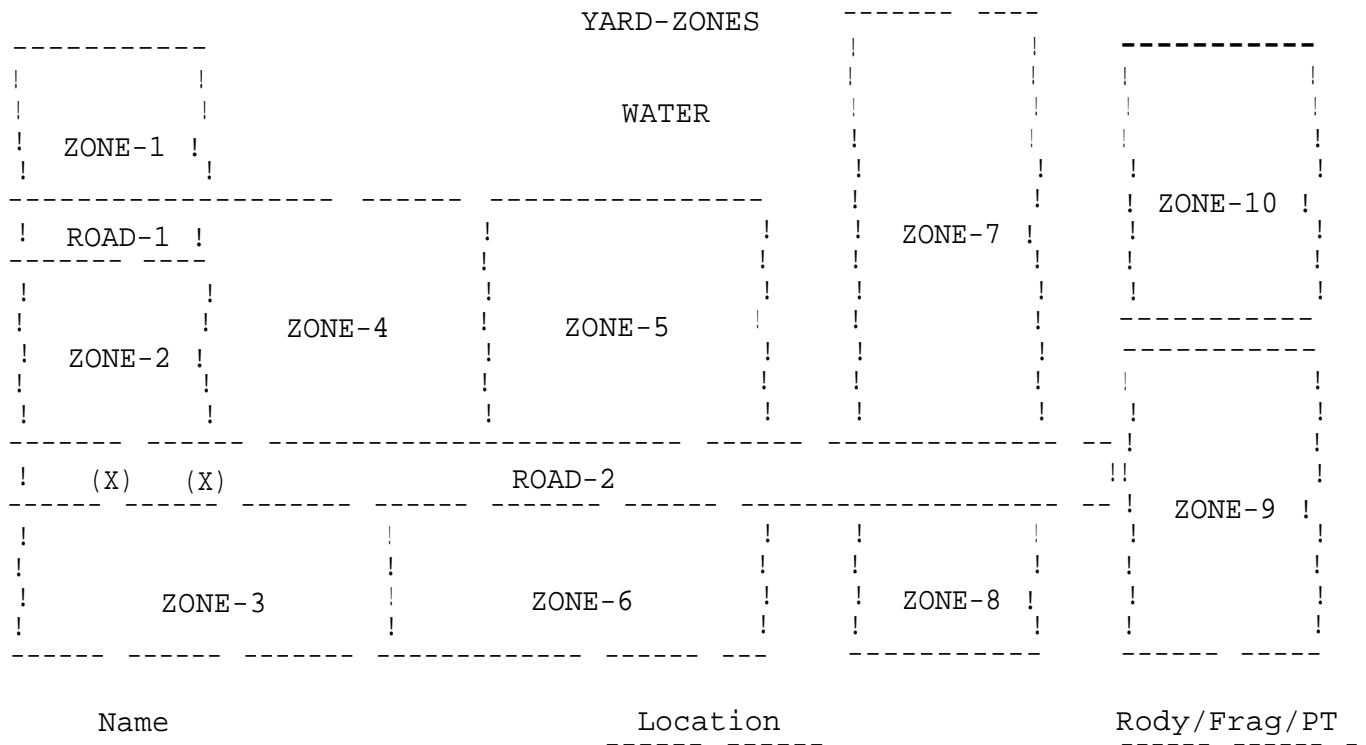 YARD-ZONES
WATER
ZONE-1
ZONE-10
ROAD-1 ZONE-7
ZONE-4 ZONE-5
ZONE-2
(X) (X) ROAD-2
ZONE-9
ZONE-3 ZONE-6 ZONE-8
Name Location Rody/Frag/PT